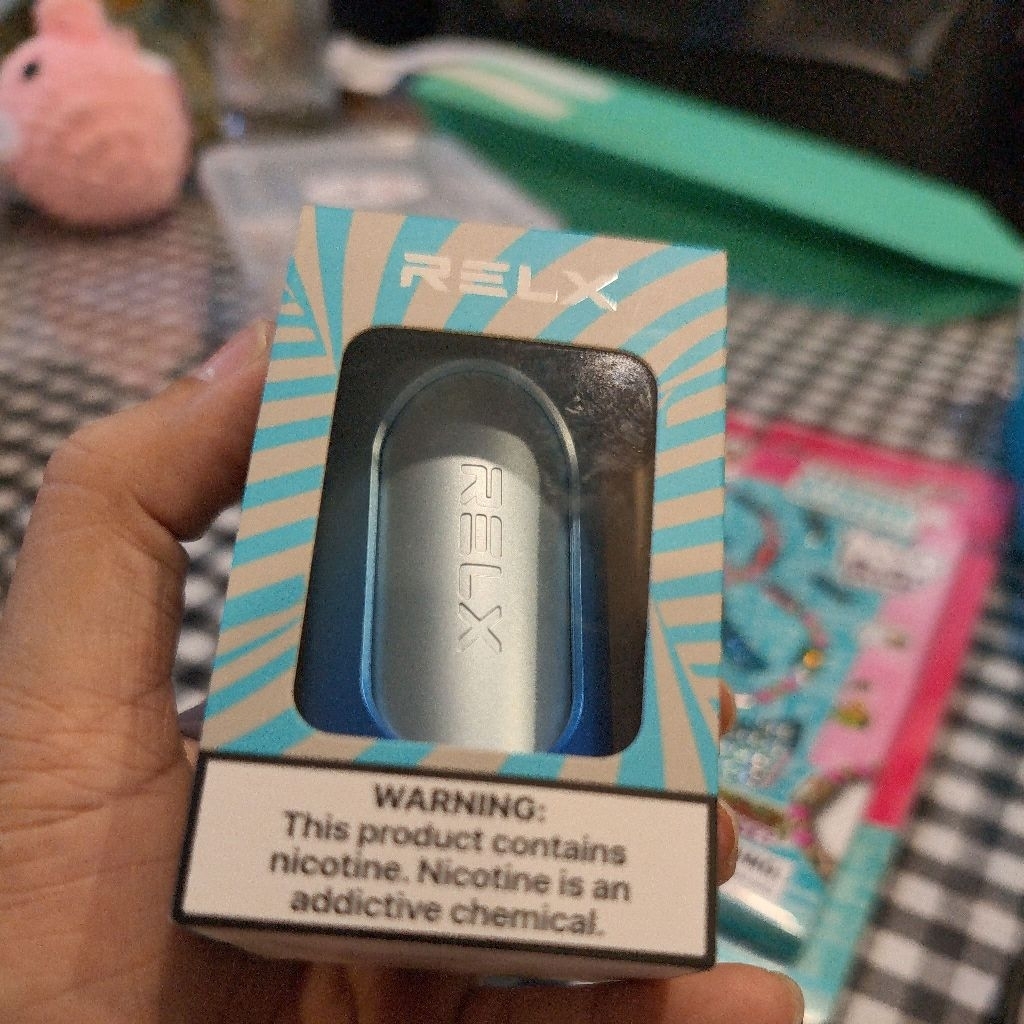 RELX
RELX
WARNING:
This product contains
nicotine. Nicotine is an
addictive chemical.